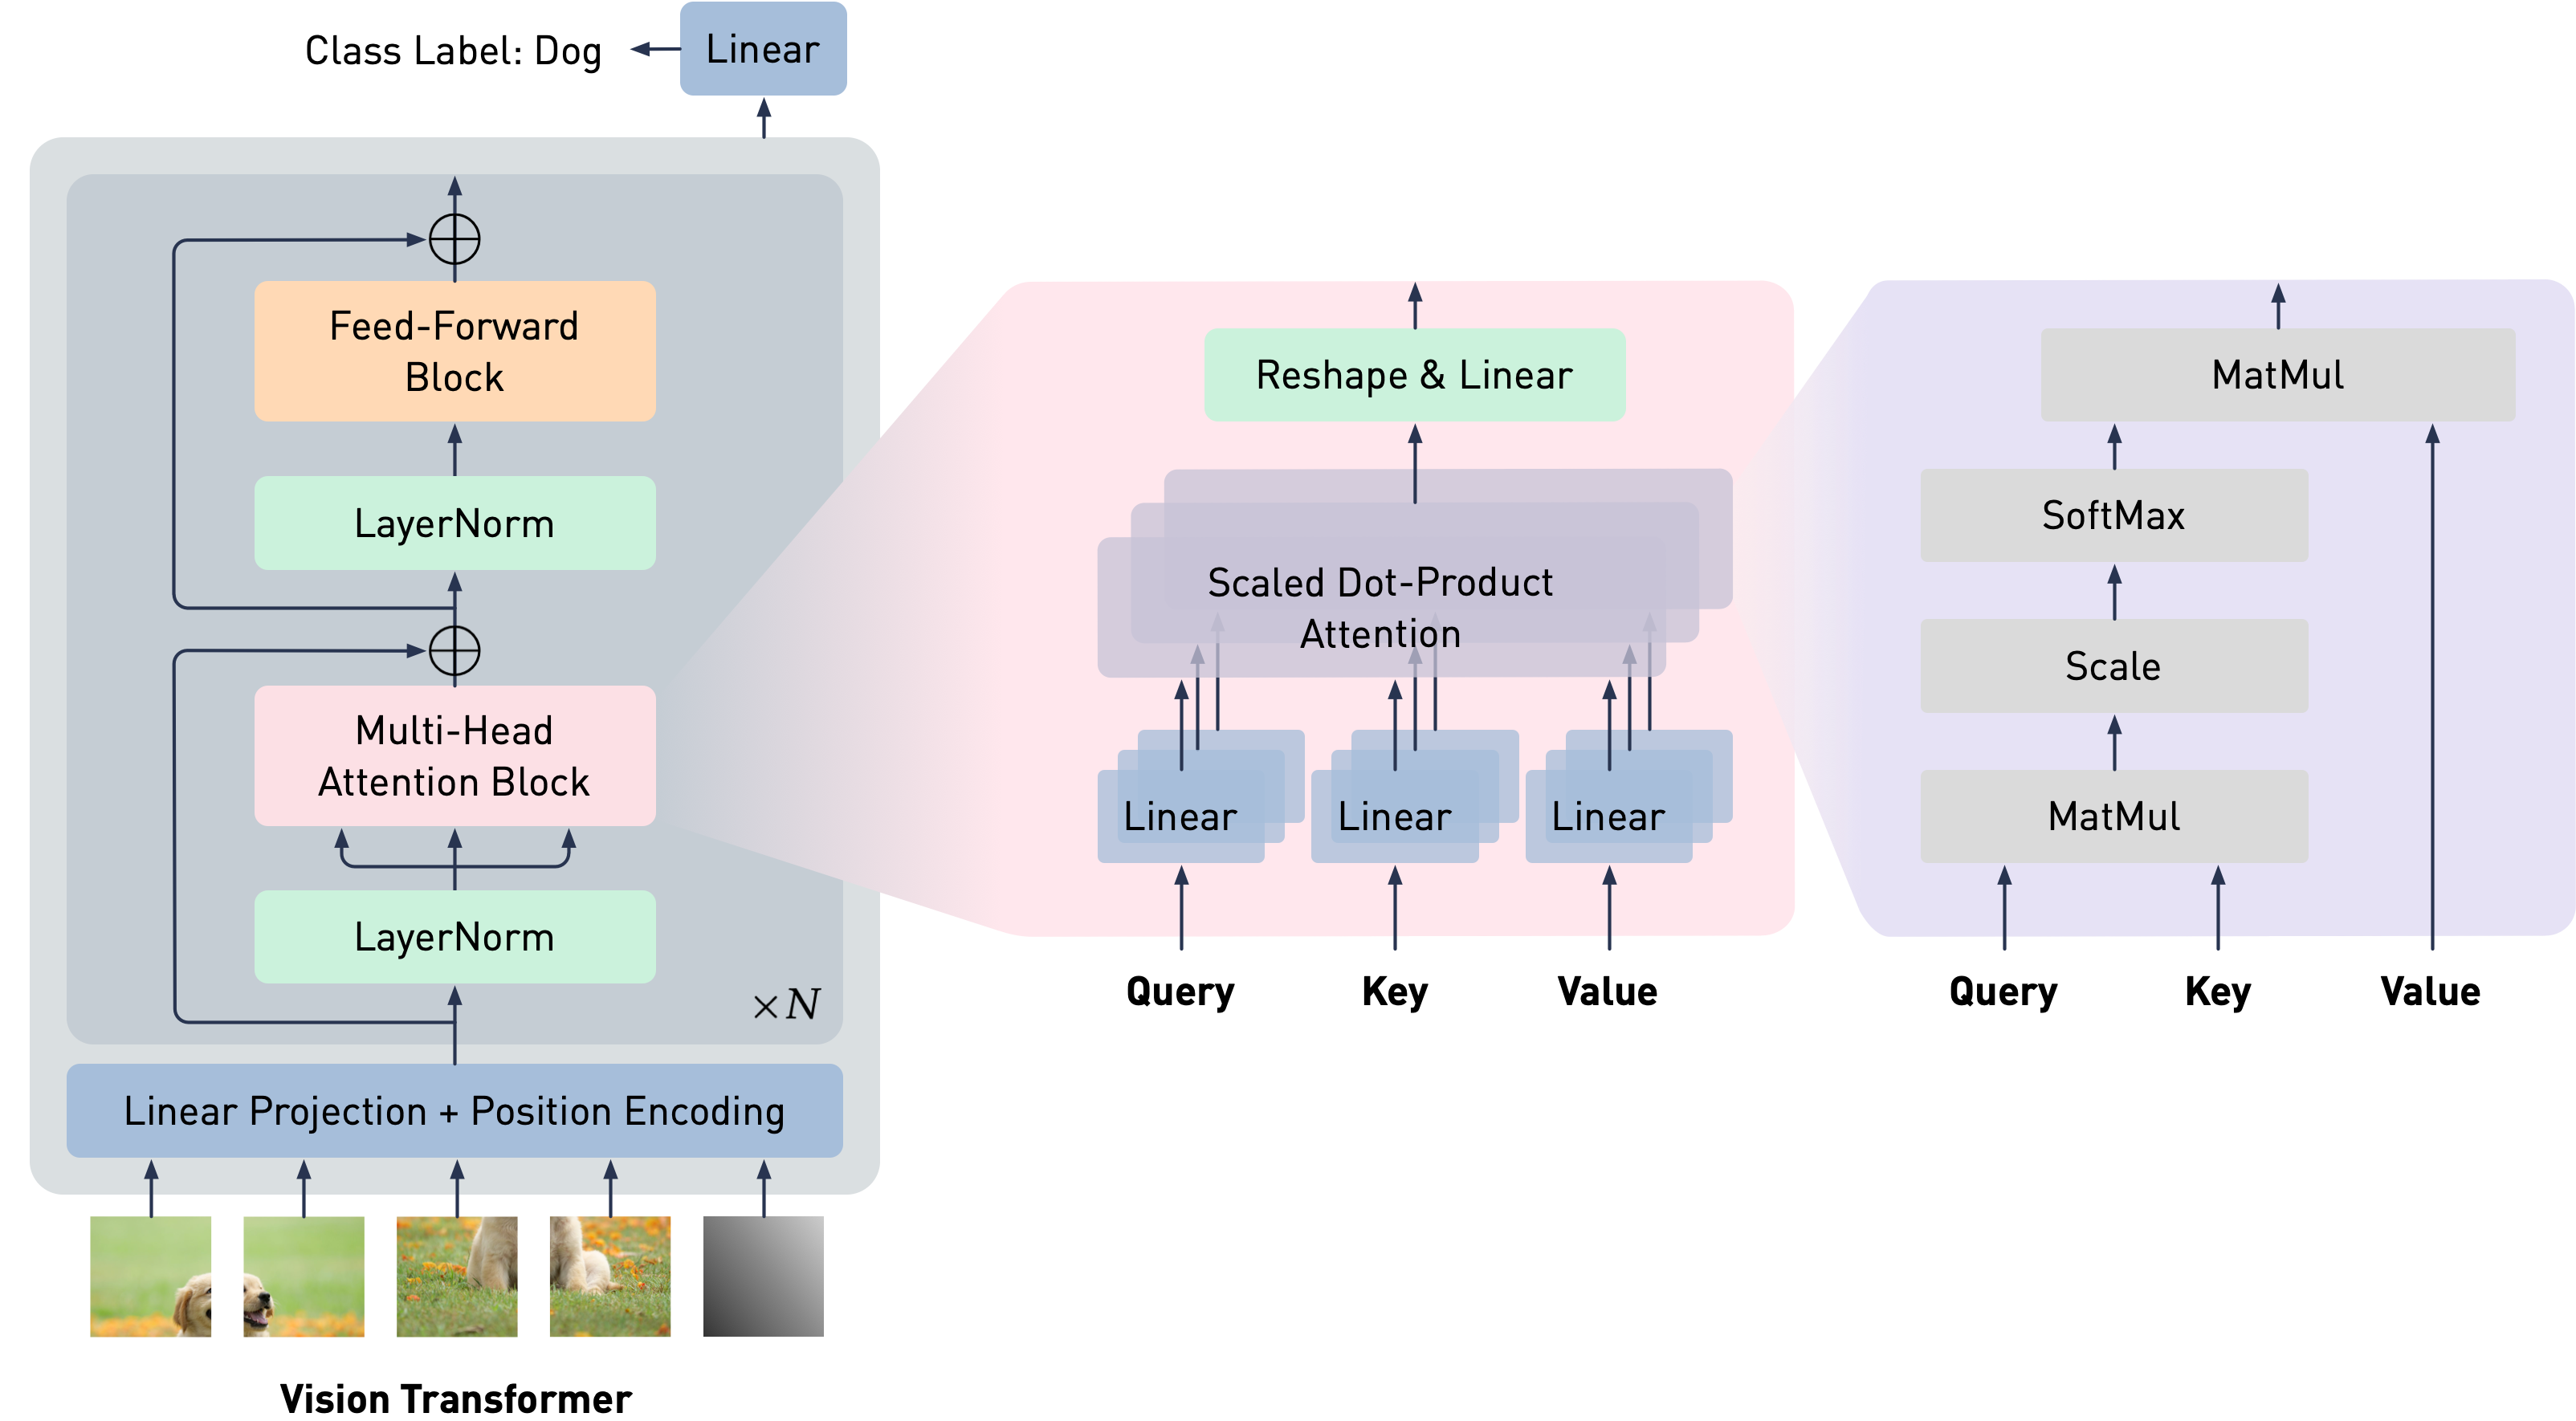 Class Label: Dog
Linear
Feed-Forward
Block
LayerNorm
Multi-Head
Attention Block
LayerNorm
×N
Linear Projection + Position Encoding
Vision Transformer
Reshape & Linear
Scaled Dot-Product
Attention
Linear
Linear
Linear
Query
Key
Value
MatMul
SoftMax
Scale
MatMul
Query
Key
Value